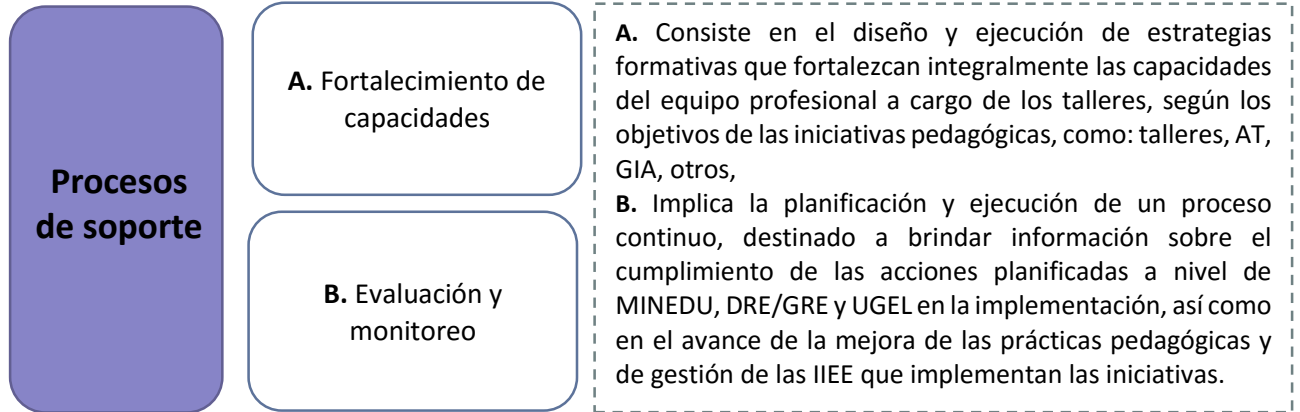 Procesos
de soporte
A. Fortalecimiento de
capacidades
B. Evaluación y
monitoreo
A. Consiste en el diseño y ejecución de estrategias
formativas que fortalezcan integralmente las capacidades
del equipo profesional a cargo de los talleres, según los
objetivos de las iniciativas pedagógicas, como: talleres, AT,
GIA, otros,
B. Implica la planificación y ejecución de un proceso
continuo, destinado a brindar información sobre el
cumplimiento de las acciones planificadas a nivel de
MINEDU, DRE/GRE y UGEL en la implementación, así como
en el avance de la mejora de las prácticas pedagógicas y
de gestión de las IIEE que implementan las iniciativas.